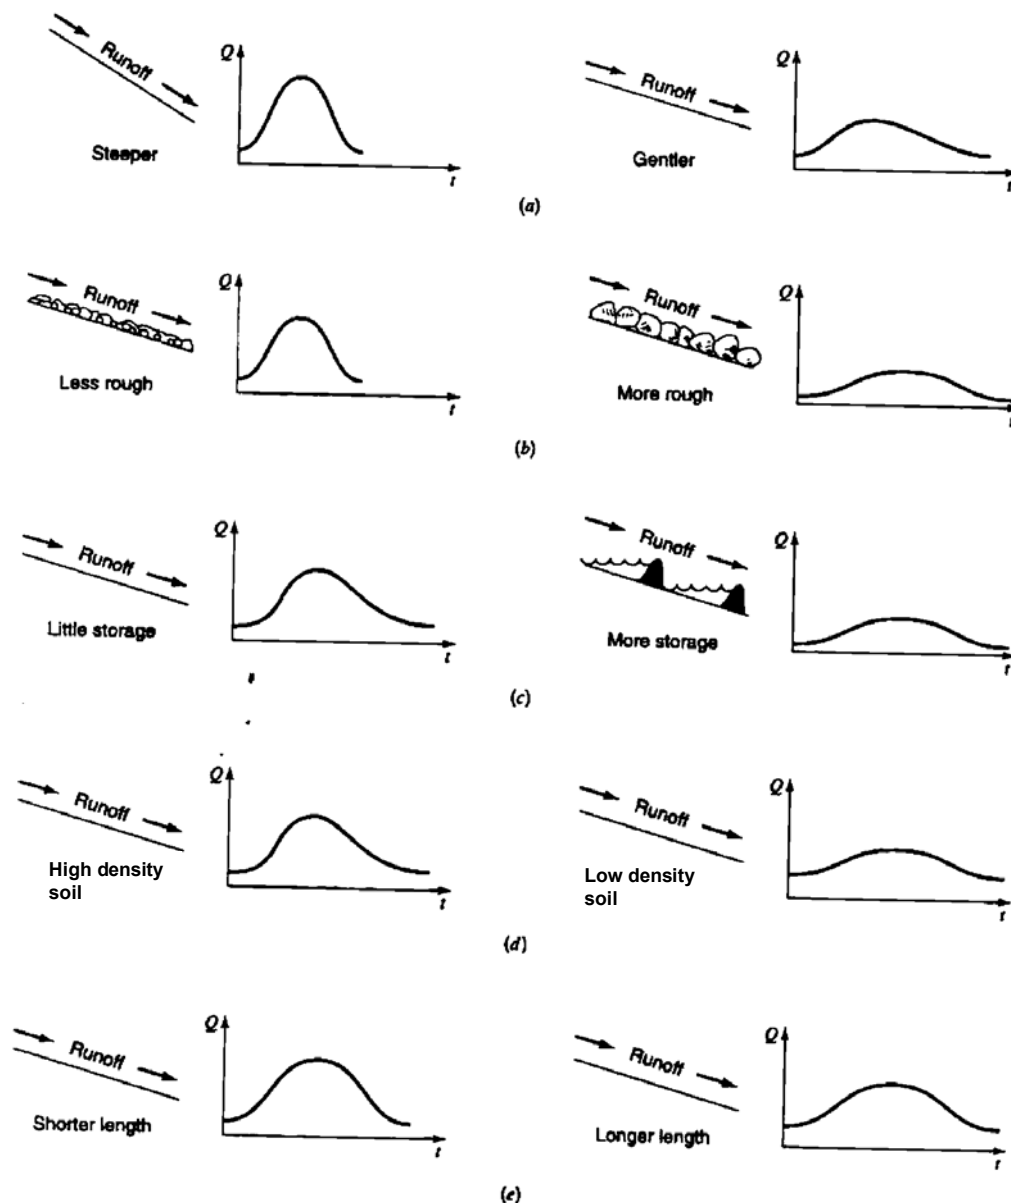 Runoff
Q
t
Steeper
Runoff
Q
t
Gentler
(a)
Runoff
Q
t
Less rough
Runoff
Q
t
More rough
(b)
Runoff
Q
t
Little storage
Runoff
Q
t
More storage
(c)
Runoff
Q
t
High density
soil
Runoff
Q
t
Low density
soil
(d)
Runoff
Q
t
Shorter length
Runoff
Q
t
Longer length
(e)